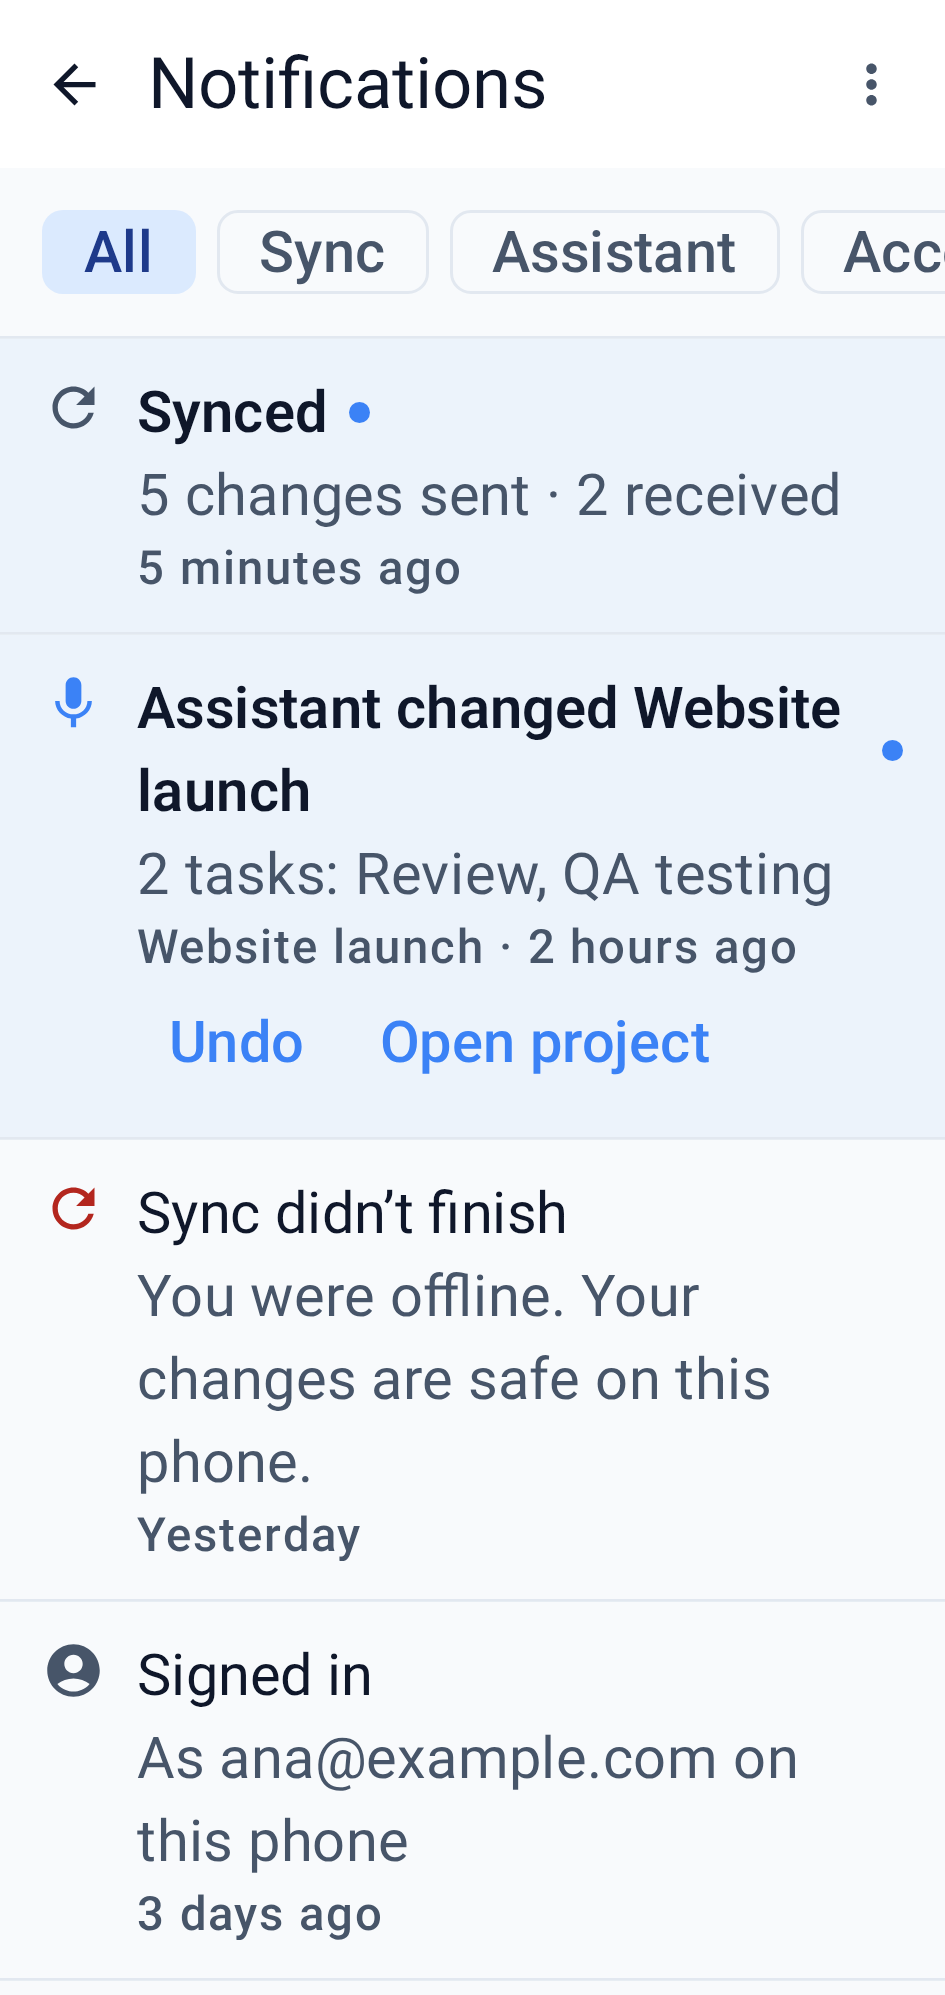 Notifications
All
Sync
Assistant
Synced
5 changes sent · 2 received
5 minutes ago
Assistant changed Website
launch
2 tasks: Review, QA testing
Website launch · 2 hours ago
Undo
Open project
Sync didn’t finish
You were offline. Your
changes are safe on this
phone.
Yesterday
Signed in
As ana@example.com on
this phone
3 days ago